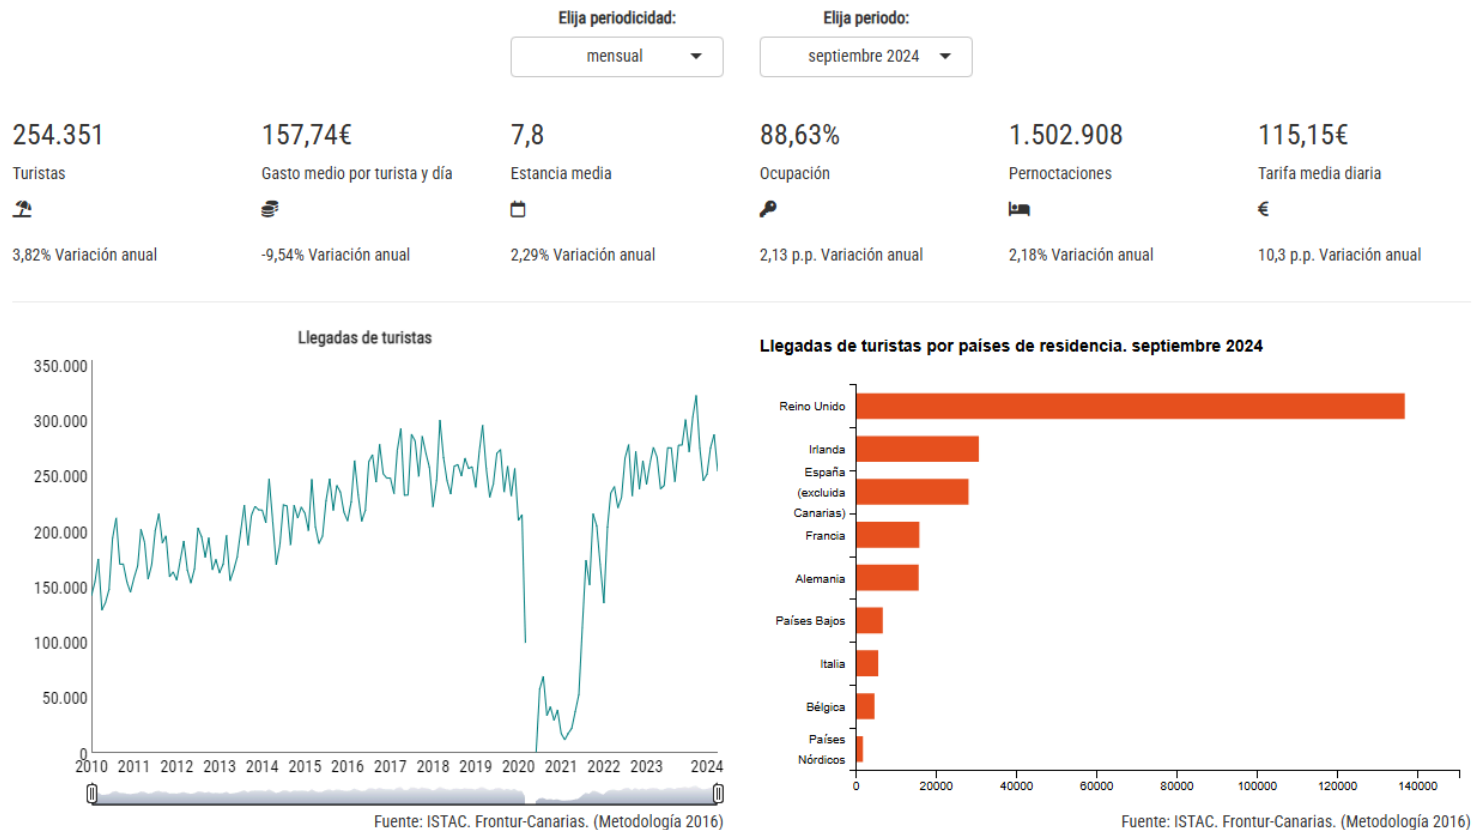 Elija periodicidad:
Elija periodo:
mensual
septiembre 2024
254.351
157,74€
7,8
88,63%
1.502.908
115,15€
Turistas
Gasto medio por turista y día
Estancia media
Ocupación
Pernoctaciones
Tarifa media diaria
€
3,82% Variación anual
-9,54% Variación anual
2,29% Variación anual
2,13 p.p. Variación anual
2,18% Variación anual
10,3 p.p. Variación anual
Llegadas de turistas
350.000
300.000
250.000
200.000
150.000
100.000
50.000
0
2010 2011 2012 2013 2014 2015 2016 2017 2018 2019 2020 2021 2022 2023 2024
Fuente: ISTAC. Frontur-Canarias. (Metodología 2016)
Llegadas de turistas por países de residencia. septiembre 2024
Reino Unido
Irlanda
España
(excluida
Canarias)
Francia
Alemania
Países Bajos
Italia
Bélgica
Países
Nórdicos
0 20000 40000 60000 80000 100000 120000 140000
Fuente: ISTAC. Frontur-Canarias. (Metodología 2016)